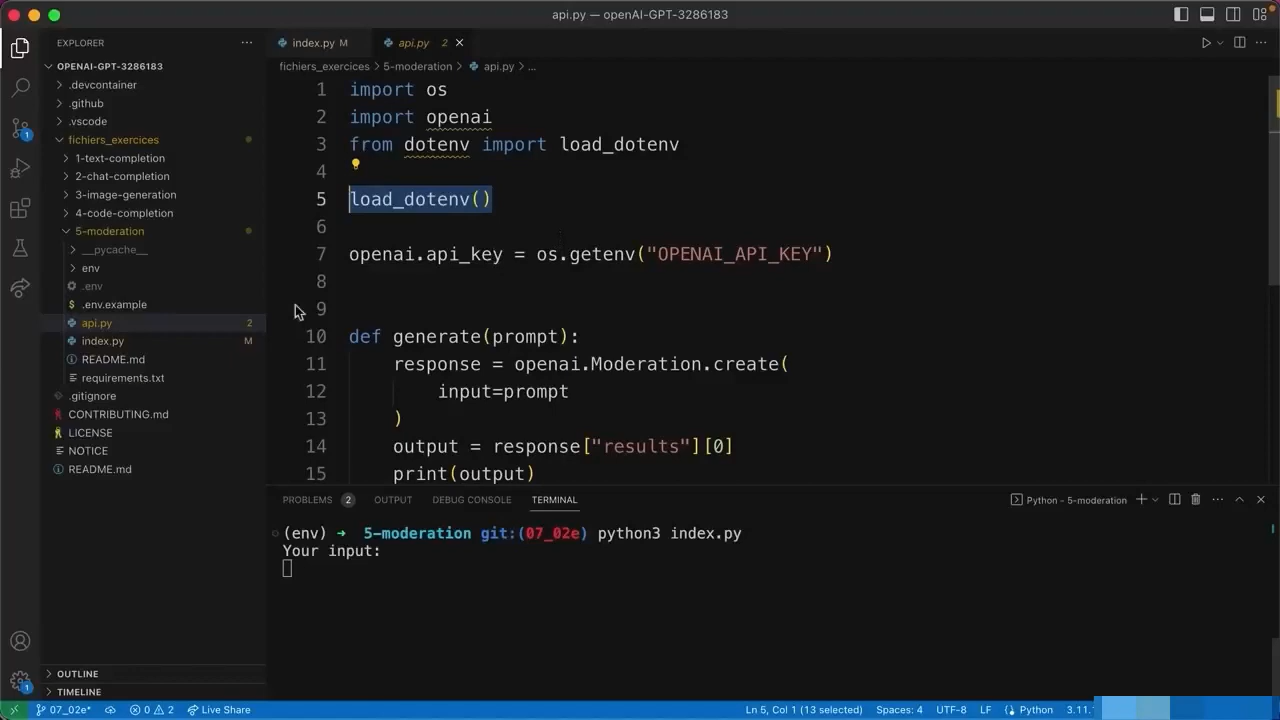 api.py — openAI-GPT-3286183
EXPLORER
OPENAI-GPT-3286183
.devcontainer
.github
.vscode
fichiers_exercices
1-text-completion
2-chat-completion
3-image-generation
4-code-completion
5-moderation
__pycache__
env
.env
$ .env.example
api.py 2
index.py M
README.md
requirements.txt
.gitignore
CONTRIBUTING.md
LICENSE
NOTICE
README.md
OUTLINE
TIMELINE
1
1
index.py M api.py 2
fichiers_exercices > 5-moderation > api.py > ...
1 import os
2 import openai
3 from dotenv import load_dotenv
4
5 load_dotenv()
6
7 openai.api_key = os.getenv("OPENAI_API_KEY")
8
9
10 def generate(prompt):
11 response = openai.Moderation.create(
12 input=prompt
13 )
14 output = response["results"][0]
15 print(output)
PROBLEMS 2 OUTPUT DEBUG CONSOLE TERMINAL Python - 5-moderation
(env) → 5-moderation git:(07_02e) python3 index.py
Your input:
07_02e* 0 2 Live Share Ln 5, Col 1 (13 selected) Spaces: 4 UTF-8 LF Python 3.11.